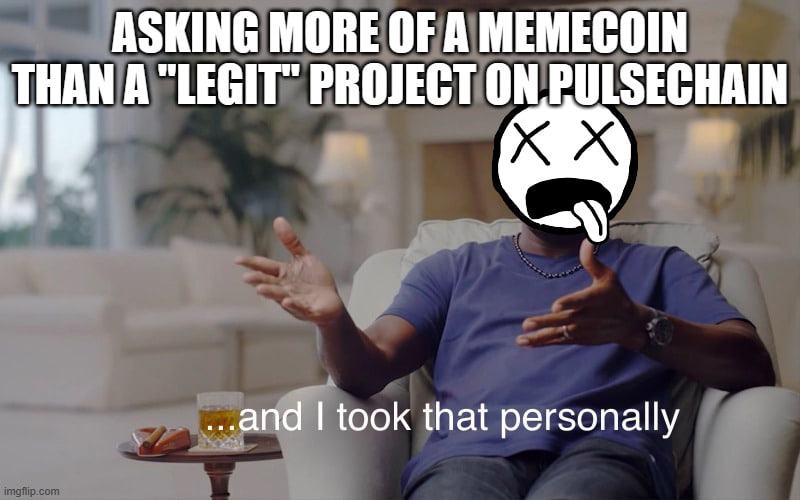 ASKING MORE OF A MEMECOIN
THAN A "LEGIT" PROJECT ON PULSECHAIN
...and I took that personally
imgflip.com